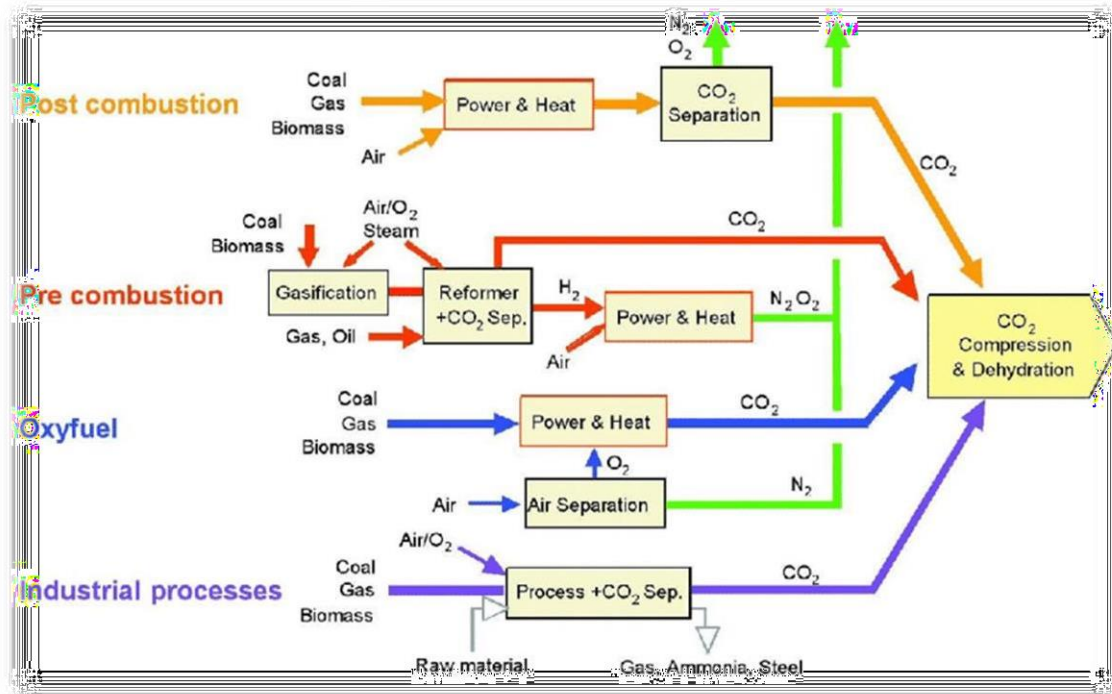 N₂
O₂
Post combustion
Coal
Gas
Biomass
Air
Power & Heat
CO₂
Separation
CO₂
Pre combustion
Coal
Biomass
Air/O₂
Steam
Gasification
Gas, Oil
Reformer
+CO₂ Sep.
CO₂
H₂
Air
Power & Heat
N₂ O₂
CO₂
Compression
& Dehydration
Oxyfuel
Coal
Gas
Biomass
Power & Heat
CO₂
O₂
Air
Air Separation
N₂
Industrial processes
Air/O₂
Coal
Gas
Biomass
Process +CO₂ Sep.
CO₂
Raw material
Gas, Ammonia, Steel